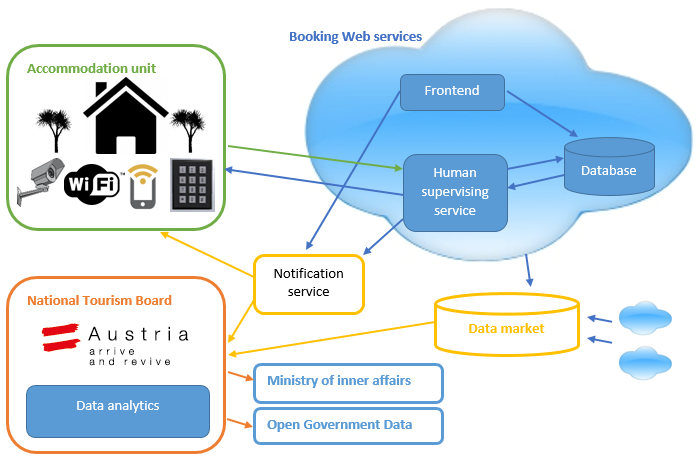 Booking Web services
Accommodation unit
WiFi™
Frontend
Human
supervising
service
Database
Notification
service
National Tourism Board
Austria
arrive
and revive
Data analytics
Data market
Ministry of inner affairs
Open Government Data